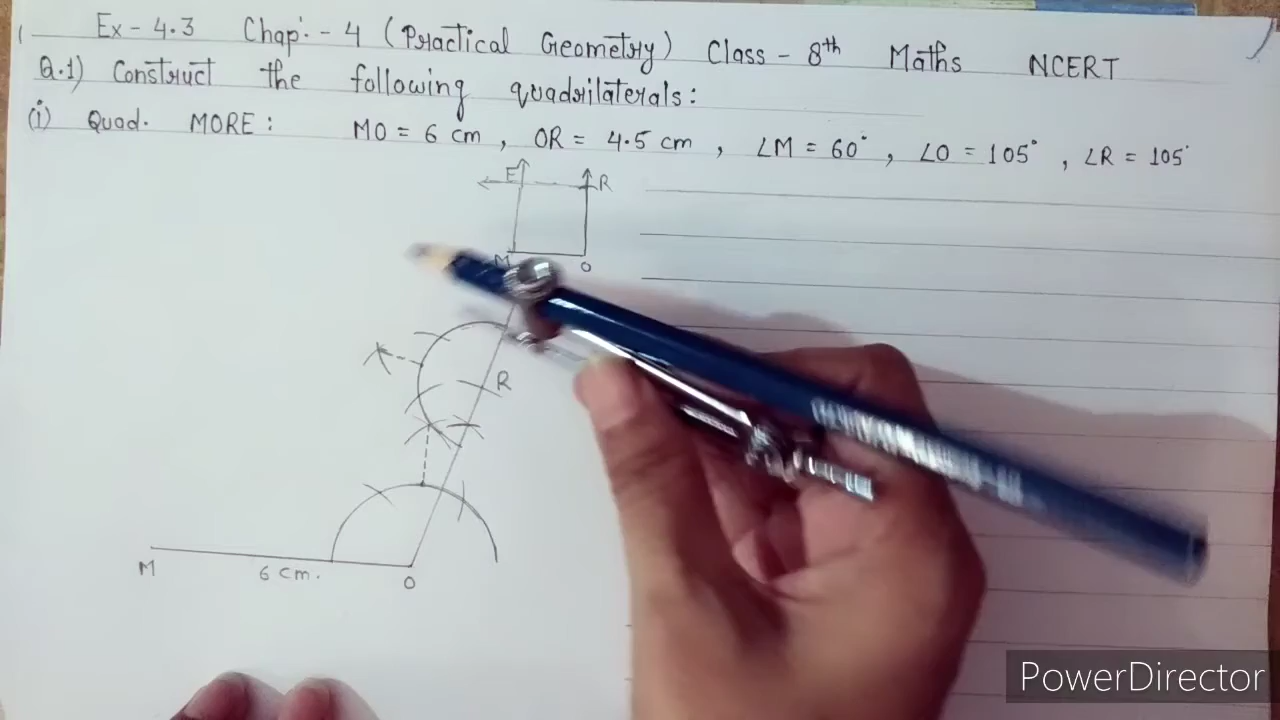 Ex - 4.3 Chap:- 4 (Practical Geometry) Class - 8th Maths NCERT
Q.1) Construct the following quadrilaterals:
(i) Quad. MORE: MO = 6 cm, OR = 4.5 cm, ∠M = 60°, ∠O = 105°, ∠R = 105°
E R
M O
R
M 6 cm. O
PowerDirector